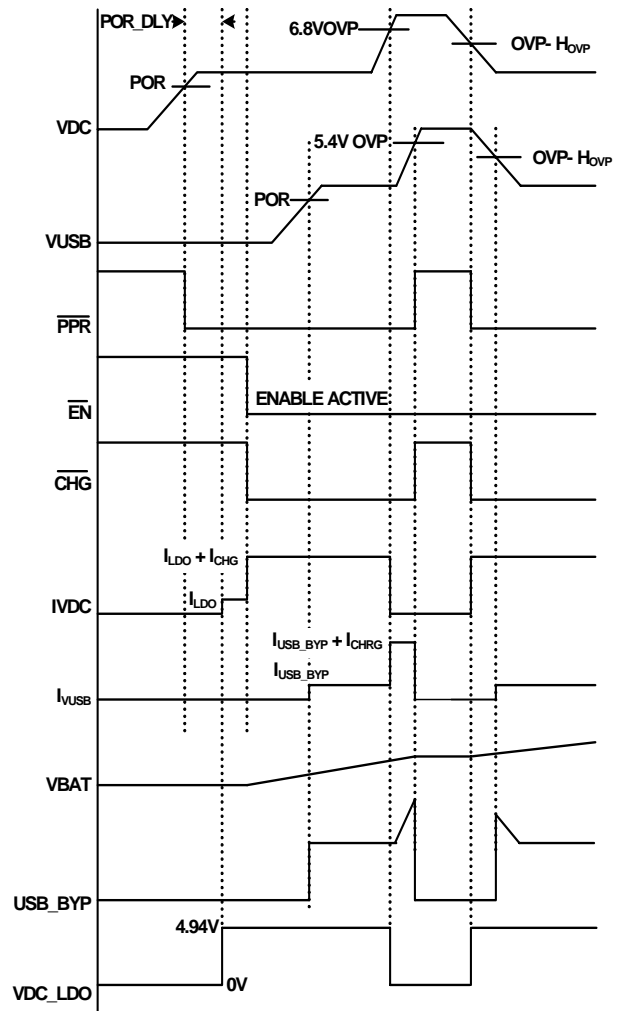 POR_DLY
6.8VOVP
OVP- HOVP
POR
VDC
5.4V OVP
OVP- HOVP
POR
VUSB
PPR
ENABLE ACTIVE
EN
CHG
ILDO + ICHG
ILDO
IVDC
IUSB_BYP + ICHRG
IUSB_BYP
IVUSB
VBAT
USB_BYP
4.94V
0V
VDC_LDO